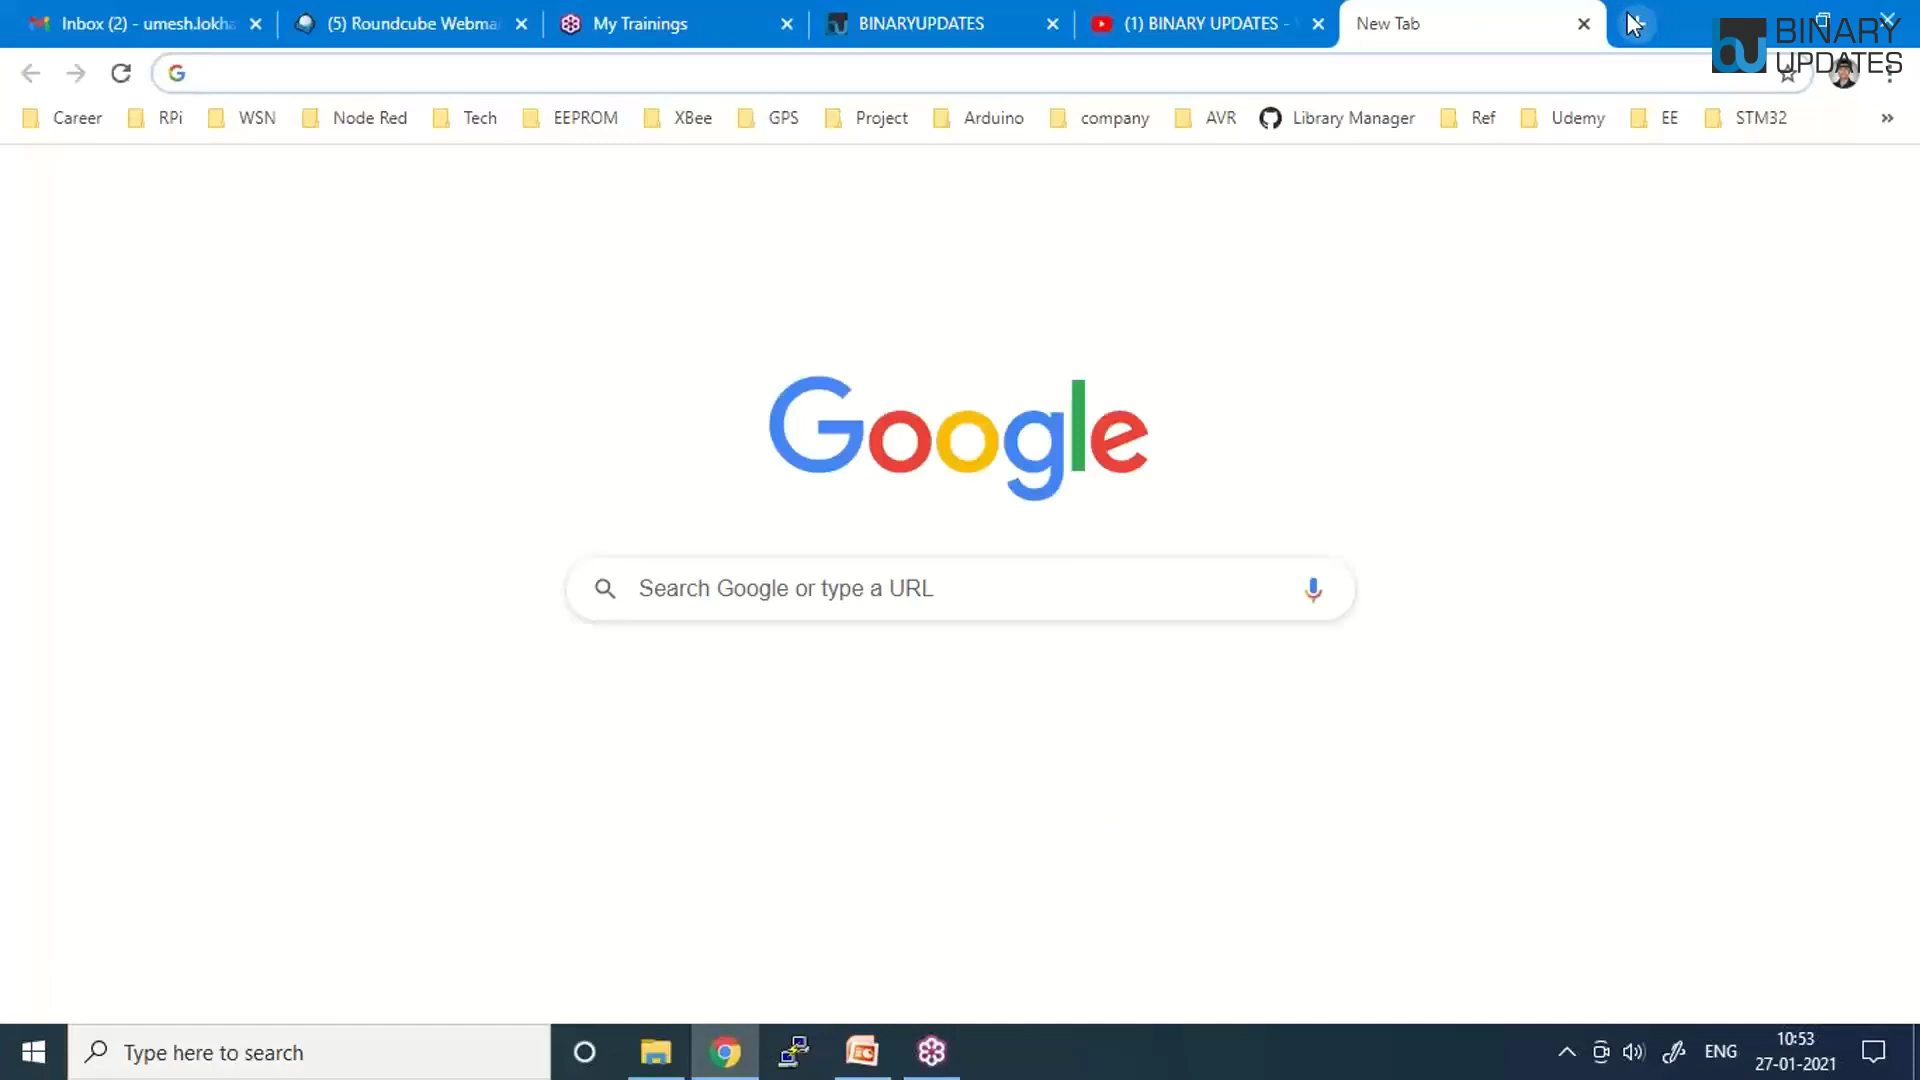 Inbox (2) - umesh.lokha
(5) Roundcube Webma
My Trainings
BINARYUPDATES
(1) BINARY UPDATES -
New Tab
BINARY
UPDATES
Career
RPi
WSN
Node Red
Tech
EEPROM
XBee
GPS
Project
Arduino
company
AVR
Library Manager
Ref
Udemy
EE
STM32
Google
Search Google or type a URL
Type here to search
ENG
10:53
27-01-2021